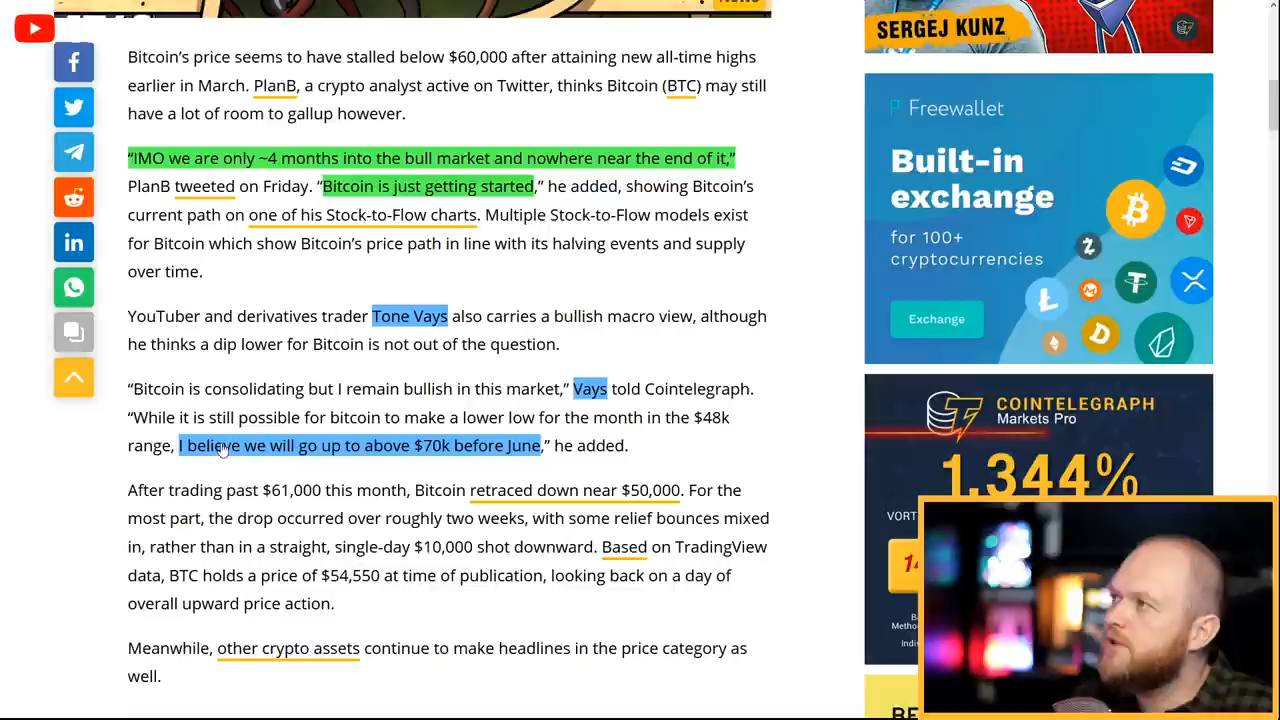 SERGEJ KUNZ
Bitcoin’s price seems to have stalled below $60,000 after attaining new all-time highs
earlier in March. PlanB, a crypto analyst active on Twitter, thinks Bitcoin (BTC) may still
have a lot of room to gallup however.
“IMO we are only ~4 months into the bull market and nowhere near the end of it,”
PlanB tweeted on Friday. “Bitcoin is just getting started,” he added, showing Bitcoin’s
current path on one of his Stock-to-Flow charts. Multiple Stock-to-Flow models exist
for Bitcoin which show Bitcoin’s price path in line with its halving events and supply
over time.
YouTuber and derivatives trader Tone Vays also carries a bullish macro view, although
he thinks a dip lower for Bitcoin is not out of the question.
“Bitcoin is consolidating but I remain bullish in this market,” Vays told Cointelegraph.
“While it is still possible for bitcoin to make a lower low for the month in the $48k
range, I believe we will go up to above $70k before June,” he added.
After trading past $61,000 this month, Bitcoin retraced down near $50,000. For the
most part, the drop occurred over roughly two weeks, with some relief bounces mixed
in, rather than in a straight, single-day $10,000 shot downward. Based on TradingView
data, BTC holds a price of $54,550 at time of publication, looking back on a day of
overall upward price action.
Meanwhile, other crypto assets continue to make headlines in the price category as
well.
Freewallet
Built-in
exchange
for 100+
cryptocurrencies
Exchange
COINTELEGRAPH
Markets Pro
1,344%